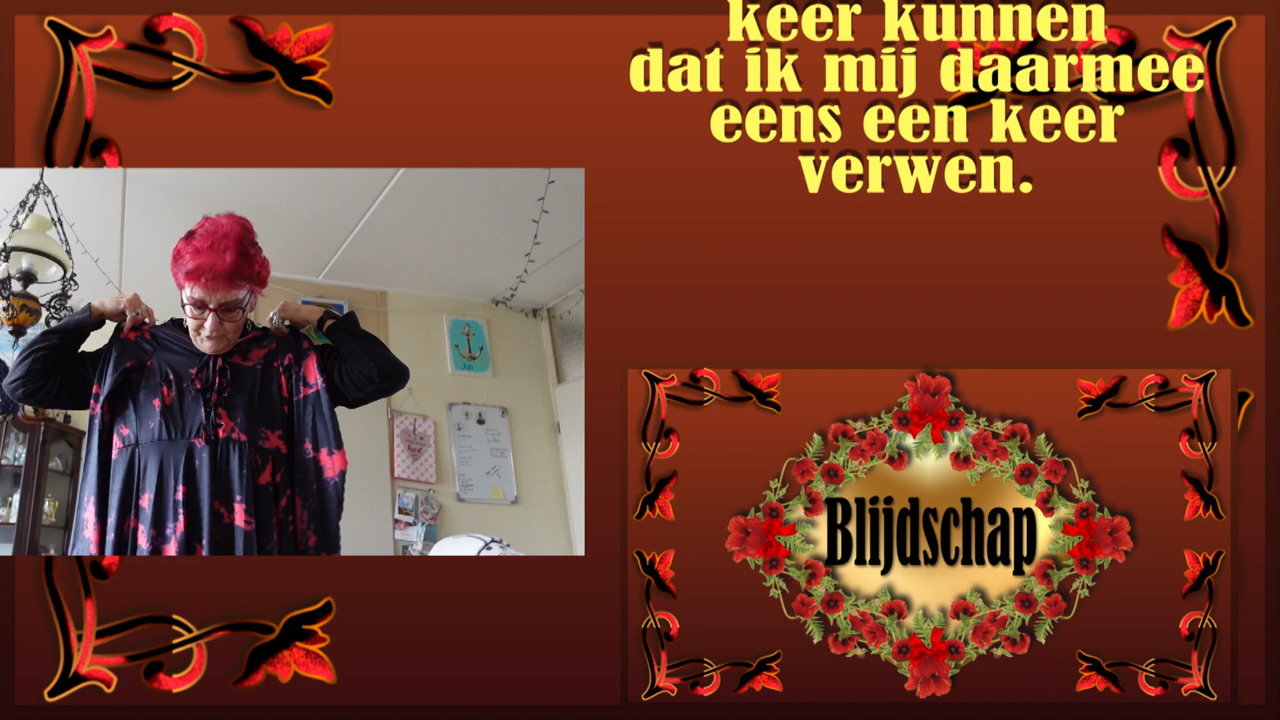 keer kunnen
dat ik mij daarmee
eens een keer
verwen.
Blijdschap